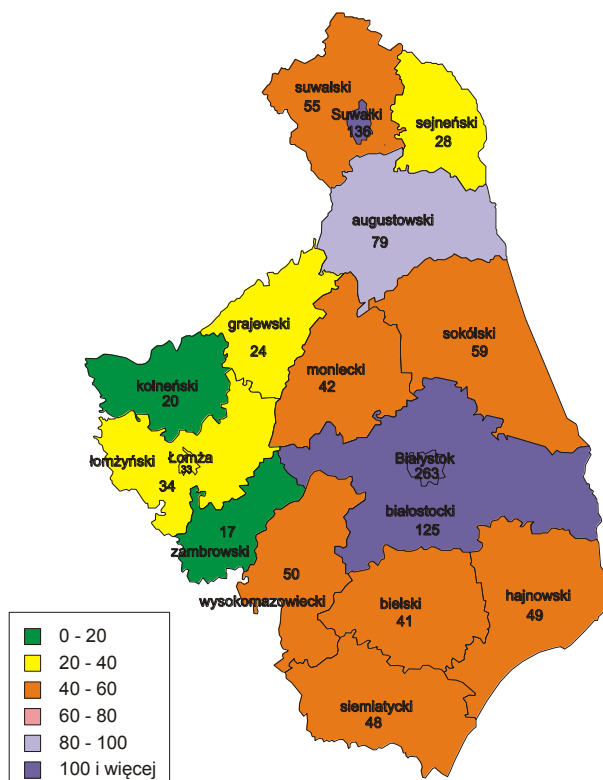 suwalski
55
Suwałki
136
sejneński
28
augustowski
79
grajewski
24
sokólski
59
moniecki
42
kolneński
20
łomżyński
34
Łomża
33
Białystok
263
białostocki
125
17
zambrowski
50
wysokomazowiecki
bielski
41
hajnowski
49
siemiatycki
48
0 - 20
20 - 40
40 - 60
60 - 80
80 - 100
100 i więcej